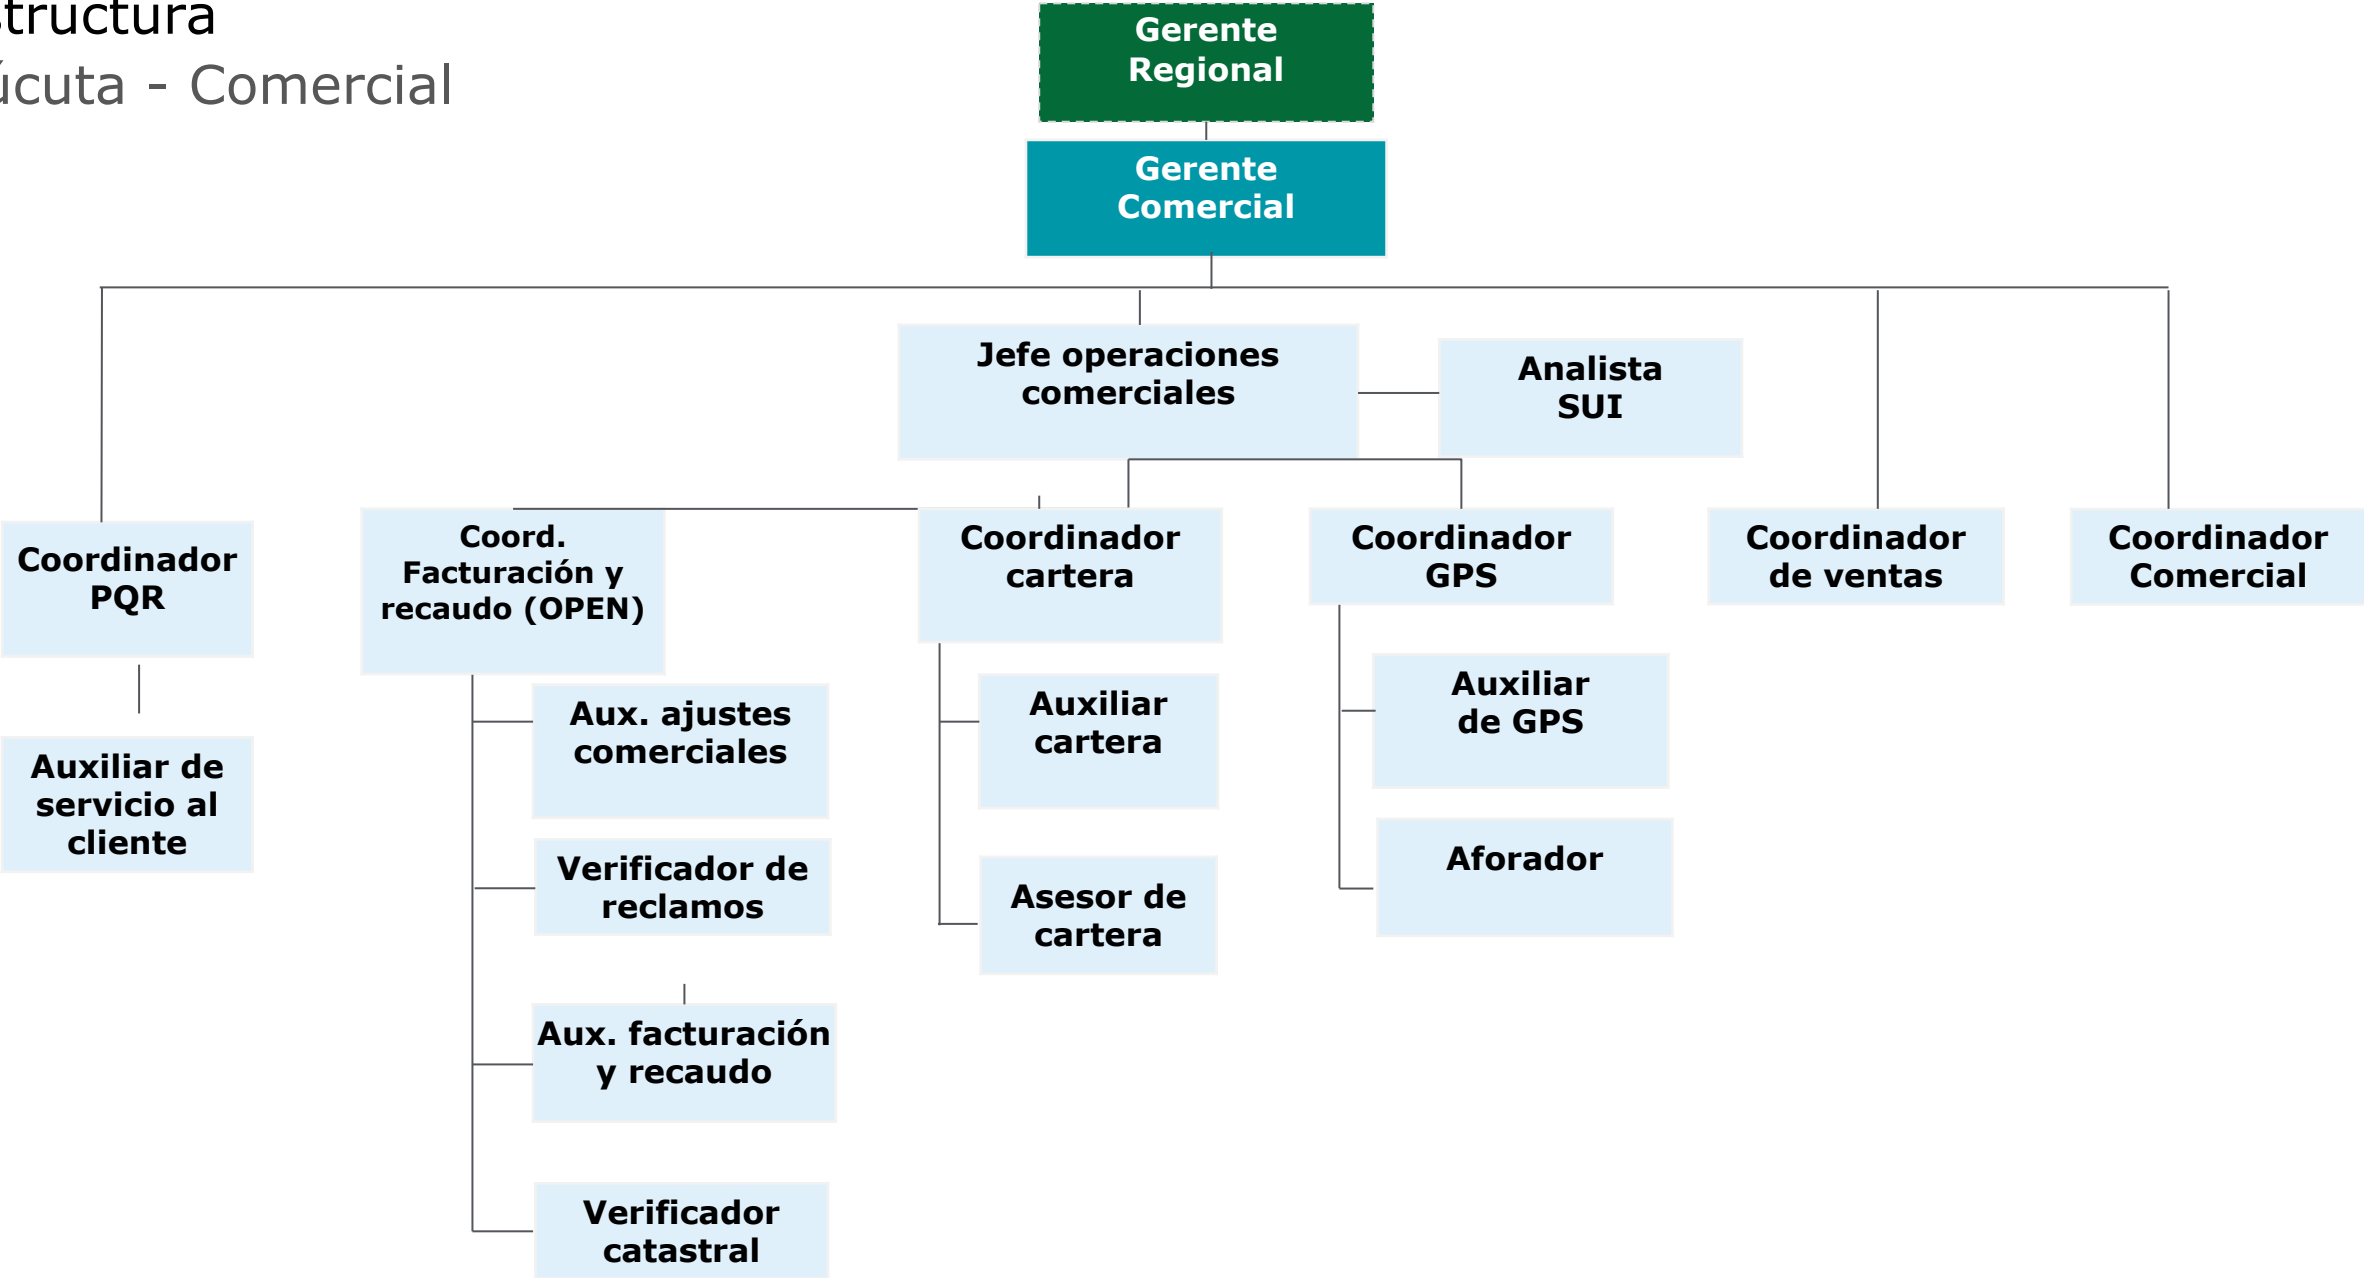 structura
úcuta - Comercial
Gerente
Regional
Gerente
Comercial
Jefe operaciones
comerciales
Analista
SUI
Coordinador
PQR
Coord.
Facturación y
recaudo (OPEN)
Coordinador
cartera
Coordinador
GPS
Coordinador
de ventas
Coordinador
Comercial
Auxiliar de
servicio al
cliente
Aux. ajustes
comerciales
Verificador de
reclamos
Aux. facturación
y recaudo
Verificador
catastral
Auxiliar
cartera
Asesor de
cartera
Auxiliar
de GPS
Aforador